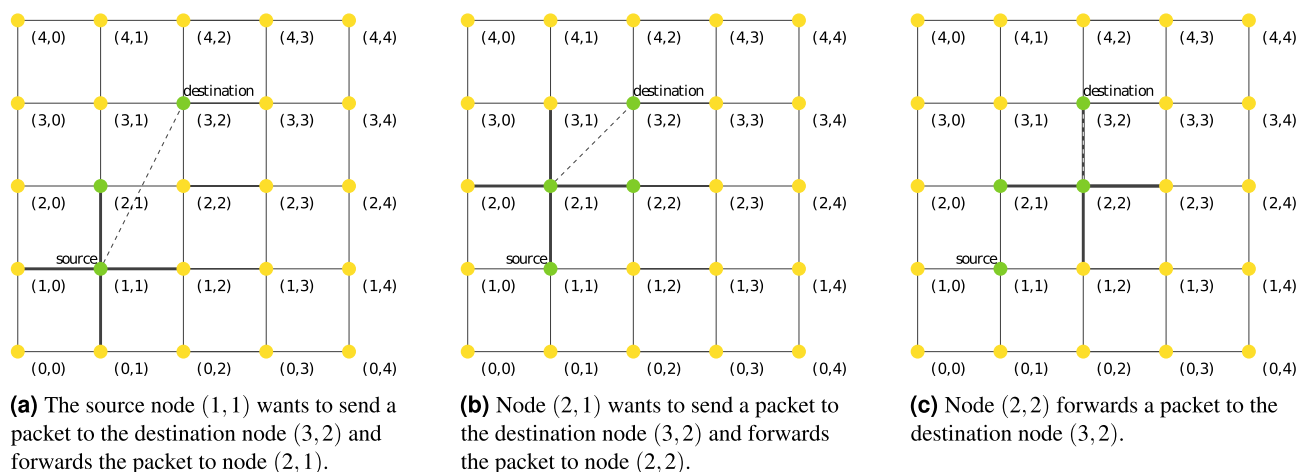 (4,0) (4,1) (4,2) (4,3) (4,4)
destination
(3,0) (3,1) (3,2) (3,3) (3,4)
(2,0) (2,1) (2,2) (2,3) (2,4)
source
(1,0) (1,1) (1,2) (1,3) (1,4)
(0,0) (0,1) (0,2) (0,3) (0,4)
(a) The source node (1,1) wants to send a
packet to the destination node (3,2) and
forwards the packet to node (2,1).
(4,0) (4,1) (4,2) (4,3) (4,4)
destination
(3,0) (3,1) (3,2) (3,3) (3,4)
(2,0) (2,1) (2,2) (2,3) (2,4)
source
(1,0) (1,1) (1,2) (1,3) (1,4)
(0,0) (0,1) (0,2) (0,3) (0,4)
(b) Node (2,1) wants to send a packet to
the destination node (3,2) and forwards
the packet to node (2,2).
(4,0) (4,1) (4,2) (4,3) (4,4)
destination
(3,0) (3,1) (3,2) (3,3) (3,4)
(2,0) (2,1) (2,2) (2,3) (2,4)
source
(1,0) (1,1) (1,2) (1,3) (1,4)
(0,0) (0,1) (0,2) (0,3) (0,4)
(c) Node (2,2) forwards a packet to the
destination node (3,2).